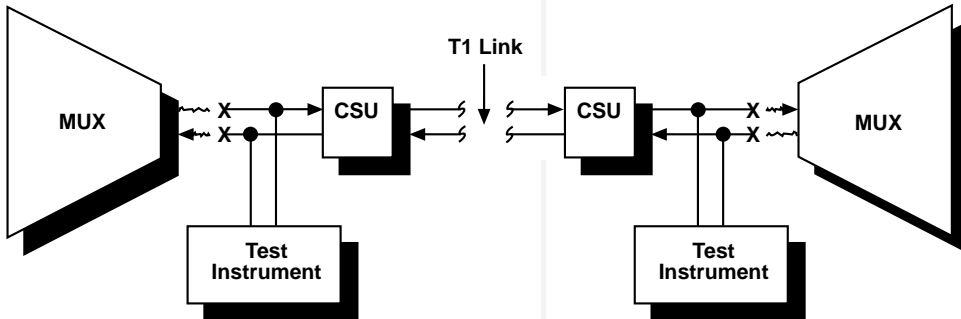 T1 Link
MUX
X
X
CSU
CSU
X
X
MUX
Test
Instrument
Test
Instrument